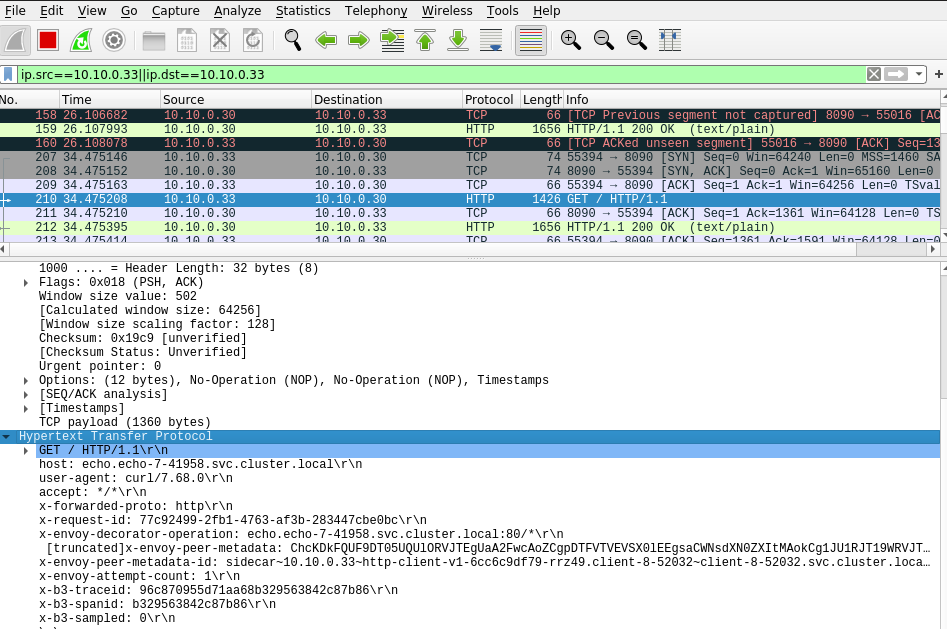 File Edit View Go Capture Analyze Statistics Telephony Wireless Tools Help
ip.src==10.10.0.33||ip.dst==10.10.0.33
No. Time Source Destination Protocol Length Info
158 26.106682 10.10.0.30 10.10.0.33 TCP 66 [TCP Previous segment not captured] 8090 → 55016 [AC
159 26.107993 10.10.0.30 10.10.0.33 HTTP 1656 HTTP/1.1 200 OK (text/plain)
160 26.108078 10.10.0.33 10.10.0.30 TCP 66 [TCP ACKed unseen segment] 55016 → 8090 [ACK] Seq=13
207 34.475146 10.10.0.33 10.10.0.30 TCP 74 55394 → 8090 [SYN] Seq=0 Win=64240 Len=0 MSS=1460 SA
208 34.475152 10.10.0.30 10.10.0.33 TCP 74 8090 → 55394 [SYN, ACK] Seq=0 Ack=1 Win=65160 Len=0
209 34.475163 10.10.0.33 10.10.0.30 TCP 66 55394 → 8090 [ACK] Seq=1 Ack=1 Win=64256 Len=0 TSval
210 34.475208 10.10.0.33 10.10.0.30 HTTP 1426 GET / HTTP/1.1
211 34.475210 10.10.0.30 10.10.0.33 TCP 66 8090 → 55394 [ACK] Seq=1 Ack=1361 Win=64128 Len=0 TS
212 34.475395 10.10.0.30 10.10.0.33 HTTP 1656 HTTP/1.1 200 OK (text/plain)
213 34.475414 10.10.0.33 10.10.0.30 TCP 66 55394 → 8090 [ACK] Seq=1361 Ack=1591 Win=64128 Len=0
1000 .... = Header Length: 32 bytes (8)
Flags: 0x018 (PSH, ACK)
Window size value: 502
[Calculated window size: 64256]
[Window size scaling factor: 128]
Checksum: 0x19c9 [unverified]
[Checksum Status: Unverified]
Urgent pointer: 0
Options: (12 bytes), No-Operation (NOP), No-Operation (NOP), Timestamps
[SEQ/ACK analysis]
[Timestamps]
TCP payload (1360 bytes)
Hypertext Transfer Protocol
GET / HTTP/1.1\r\n
host: echo.echo-7-41958.svc.cluster.local\r\n
user-agent: curl/7.68.0\r\n
accept: */*\r\n
x-forwarded-proto: http\r\n
x-request-id: 77c92499-2fb1-4763-af3b-283447cbe0bc\r\n
x-envoy-decorator-operation: echo.echo-7-41958.svc.cluster.local:80/*\r\n
[truncated]x-envoy-peer-metadata: ChcKDkFQUF9DT05UQUlORVJTEgUaA2FwcAoZCgpDTFVTVEVSX0lEEgsaCWNsdXN0ZXItMAokCg1JU1RJT19WRVJT…
x-envoy-peer-metadata-id: sidecar~10.10.0.33~http-client-v1-6cc6c9df79-rrz49.client-8-52032~client-8-52032.svc.cluster.loca…
x-envoy-attempt-count: 1\r\n
x-b3-traceid: 96c870955d71aa68b329563842c87b86\r\n
x-b3-spanid: b329563842c87b86\r\n
x-b3-sampled: 0\r\n